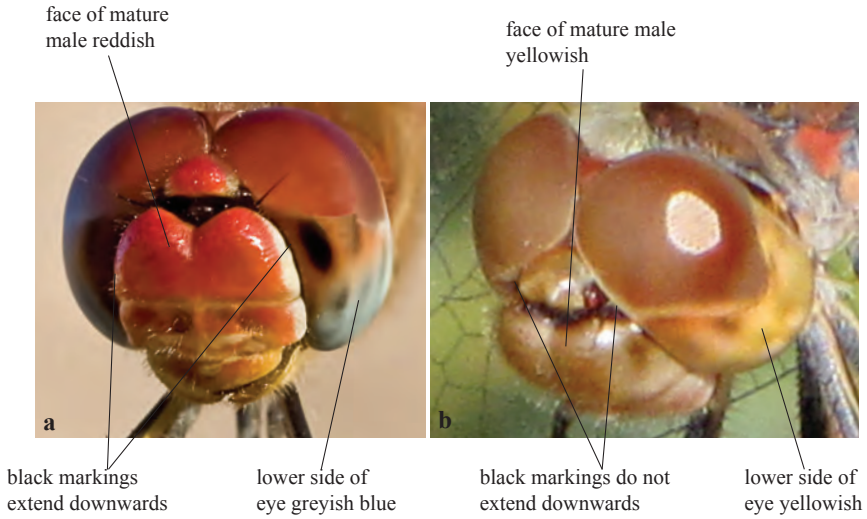 face of mature
male reddish
face of mature male
yellowish
a
b
black markings
extend downwards
lower side of
eye greyish blue
black markings do not
extend downwards
lower side of
eye yellowish